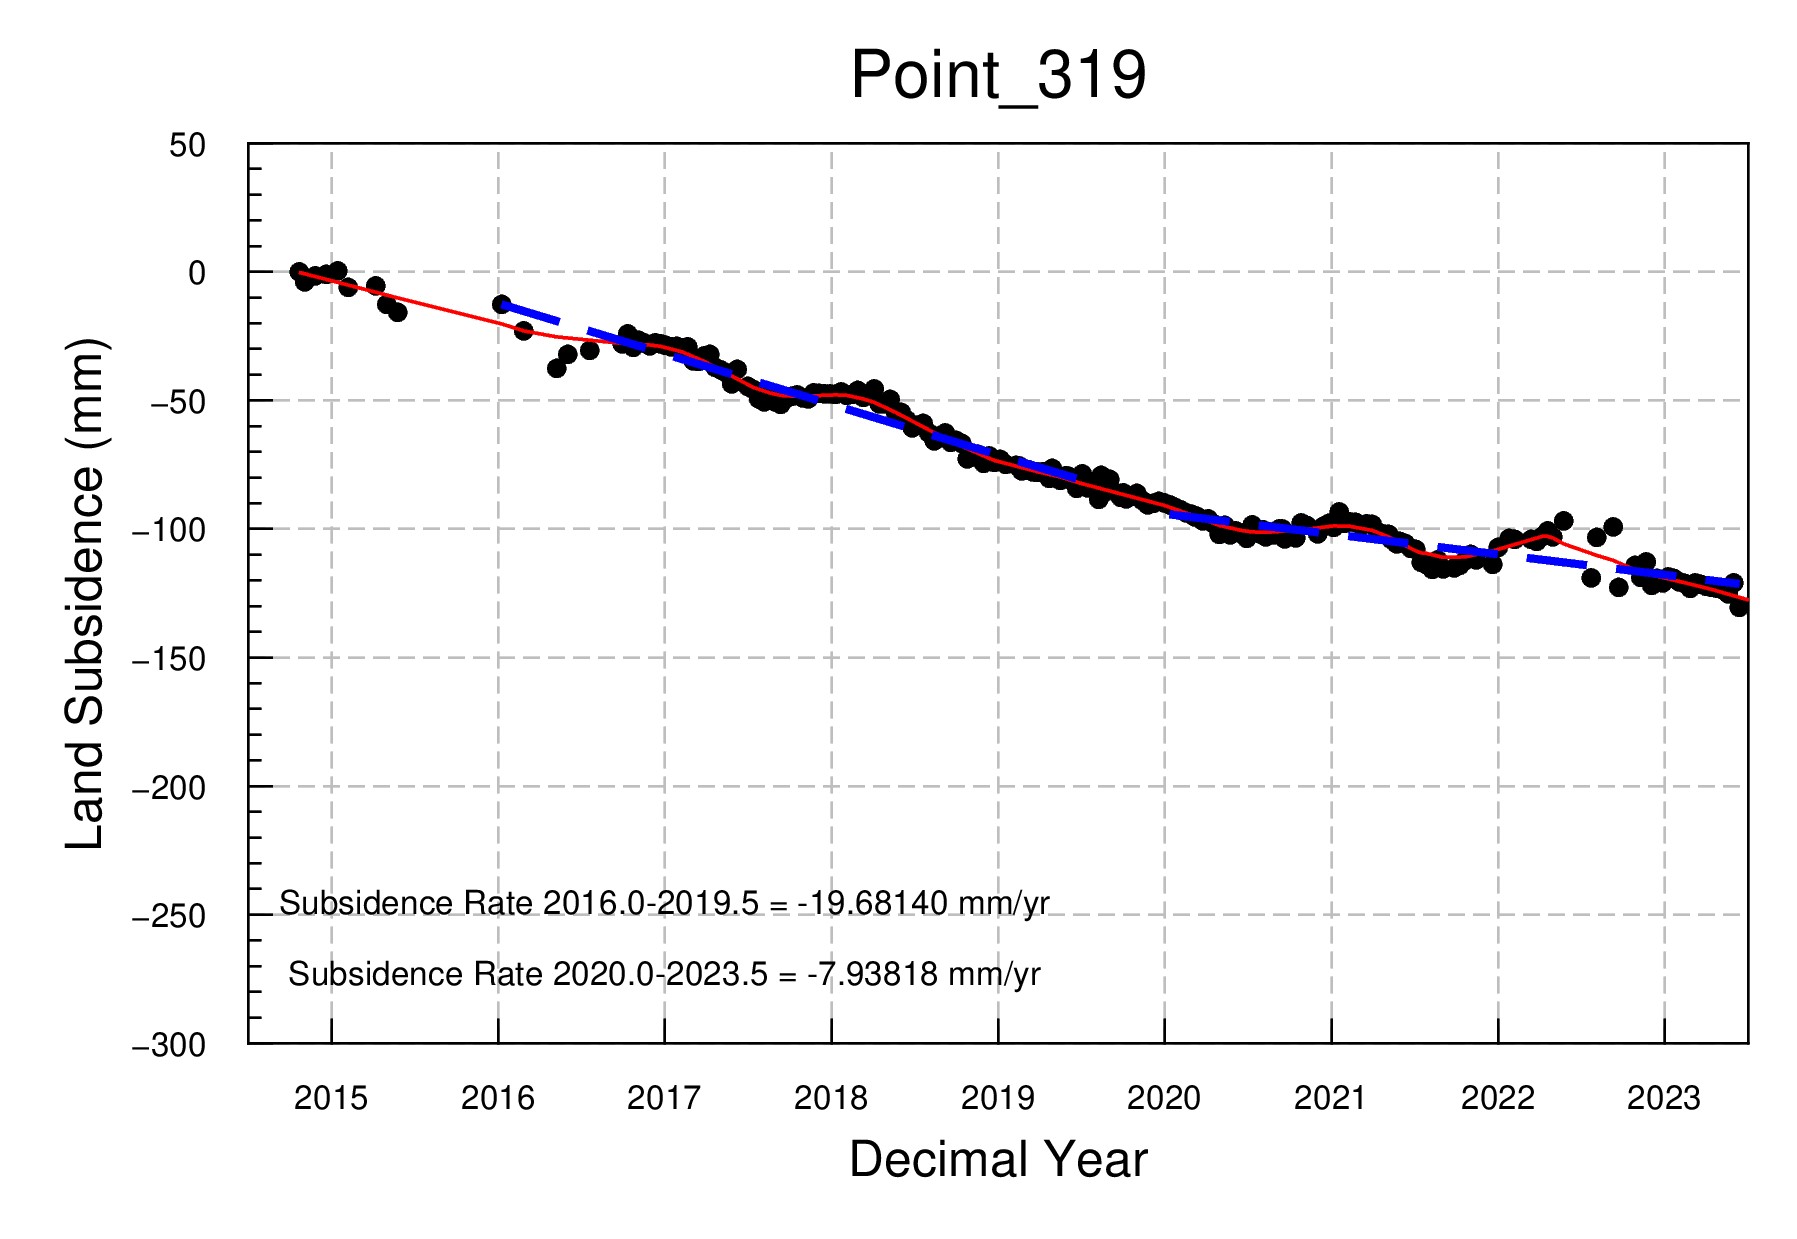 Point_319
50
0
−50
−100
−150
−200
−250
−300
Land Subsidence (mm)
Subsidence Rate 2016.0-2019.5 = -19.68140 mm/yr
Subsidence Rate 2020.0-2023.5 = -7.93818 mm/yr
2015 2016 2017 2018 2019 2020 2021 2022 2023
Decimal Year